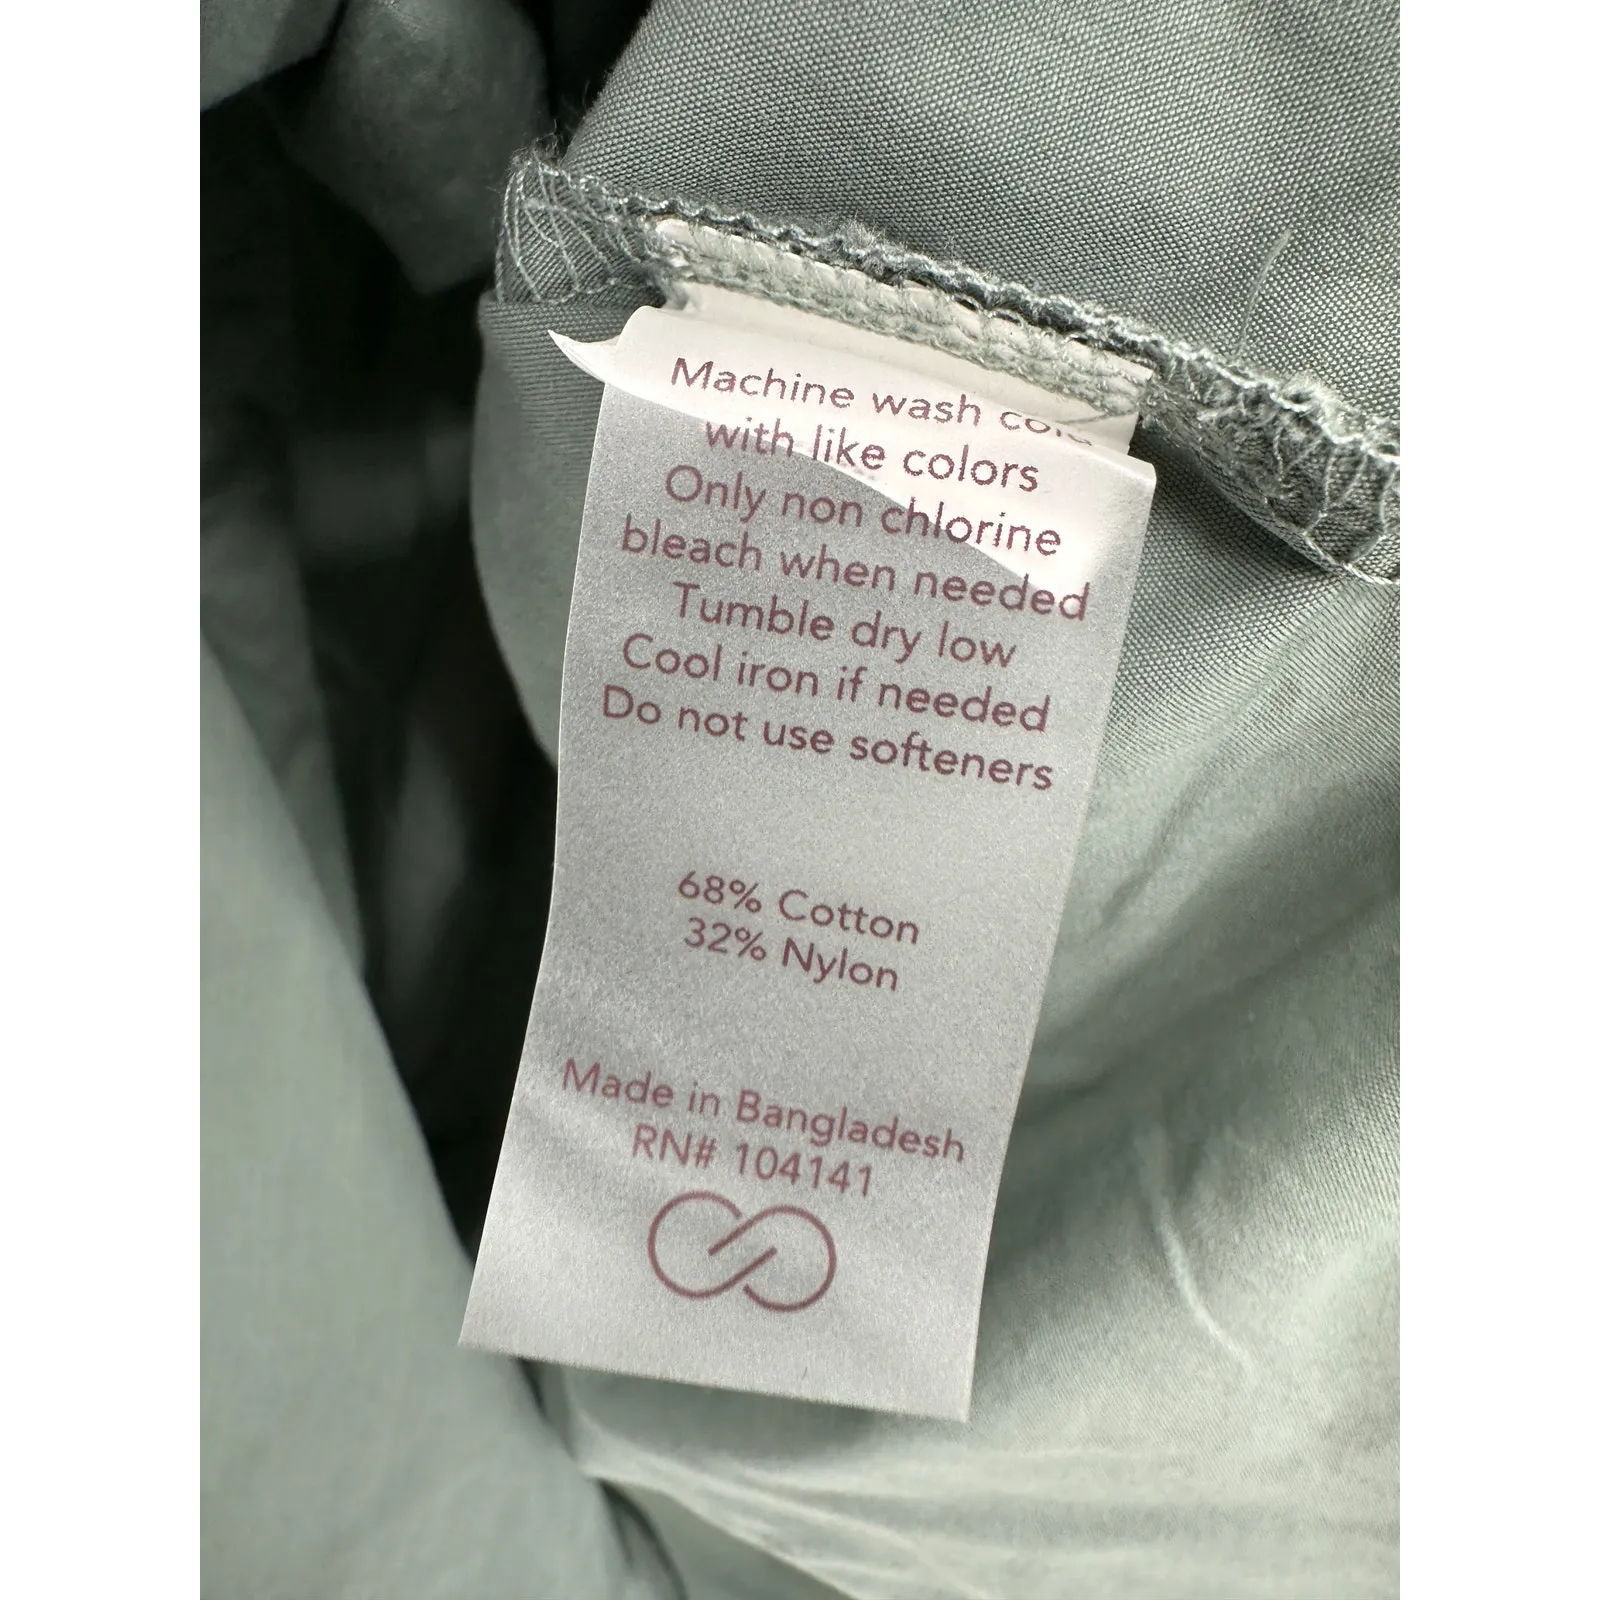 Machine wash cold
with like colors
Only non chlorine
bleach when needed
Tumble dry low
Cool iron if needed
Do not use softeners
68% Cotton
32% Nylon
Made in Bangladesh
RN# 104141